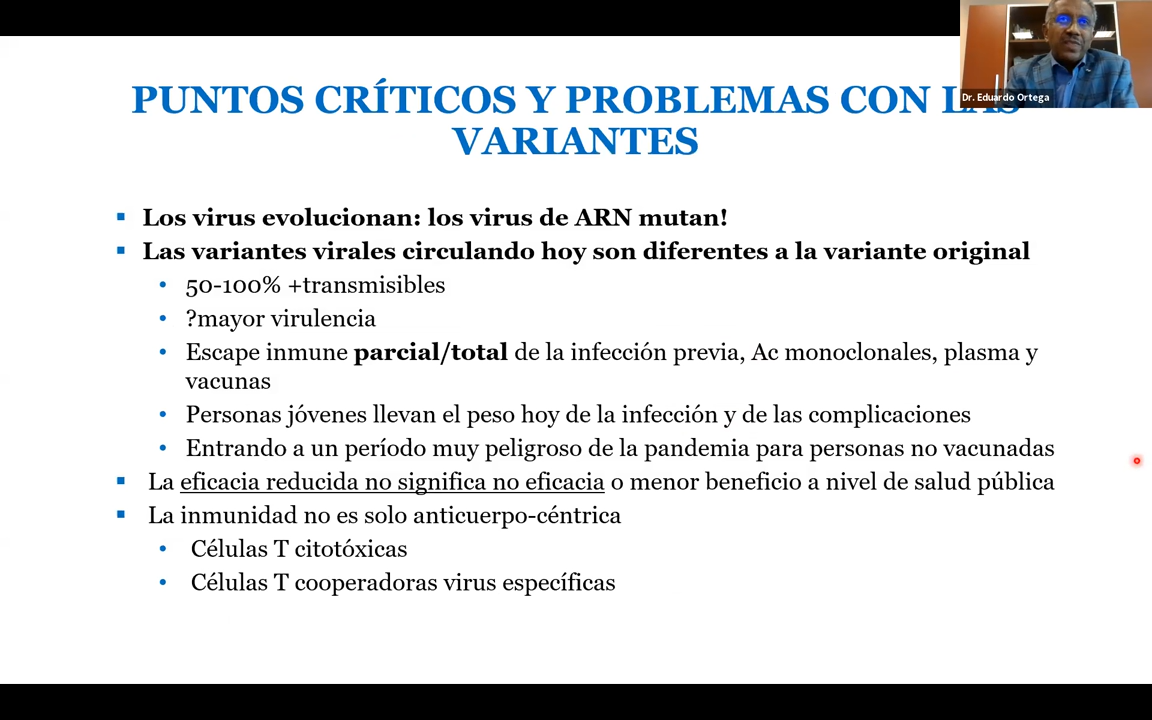 PUNTOS CRÍTICOS Y PROBLEMAS CON LAS
VARIANTES
Dr. Eduardo Ortega
▪ Los virus evolucionan: los virus de ARN mutan!
▪ Las variantes virales circulando hoy son diferentes a la variante original
• 50-100% +transmisibles
• ?mayor virulencia
• Escape inmune parcial/total de la infección previa, Ac monoclonales, plasma y
vacunas
• Personas jóvenes llevan el peso hoy de la infección y de las complicaciones
• Entrando a un período muy peligroso de la pandemia para personas no vacunadas
▪ La eficacia reducida no significa no eficacia o menor beneficio a nivel de salud pública
▪ La inmunidad no es solo anticuerpo-céntrica
• Células T citotóxicas
• Células T cooperadoras virus específicas